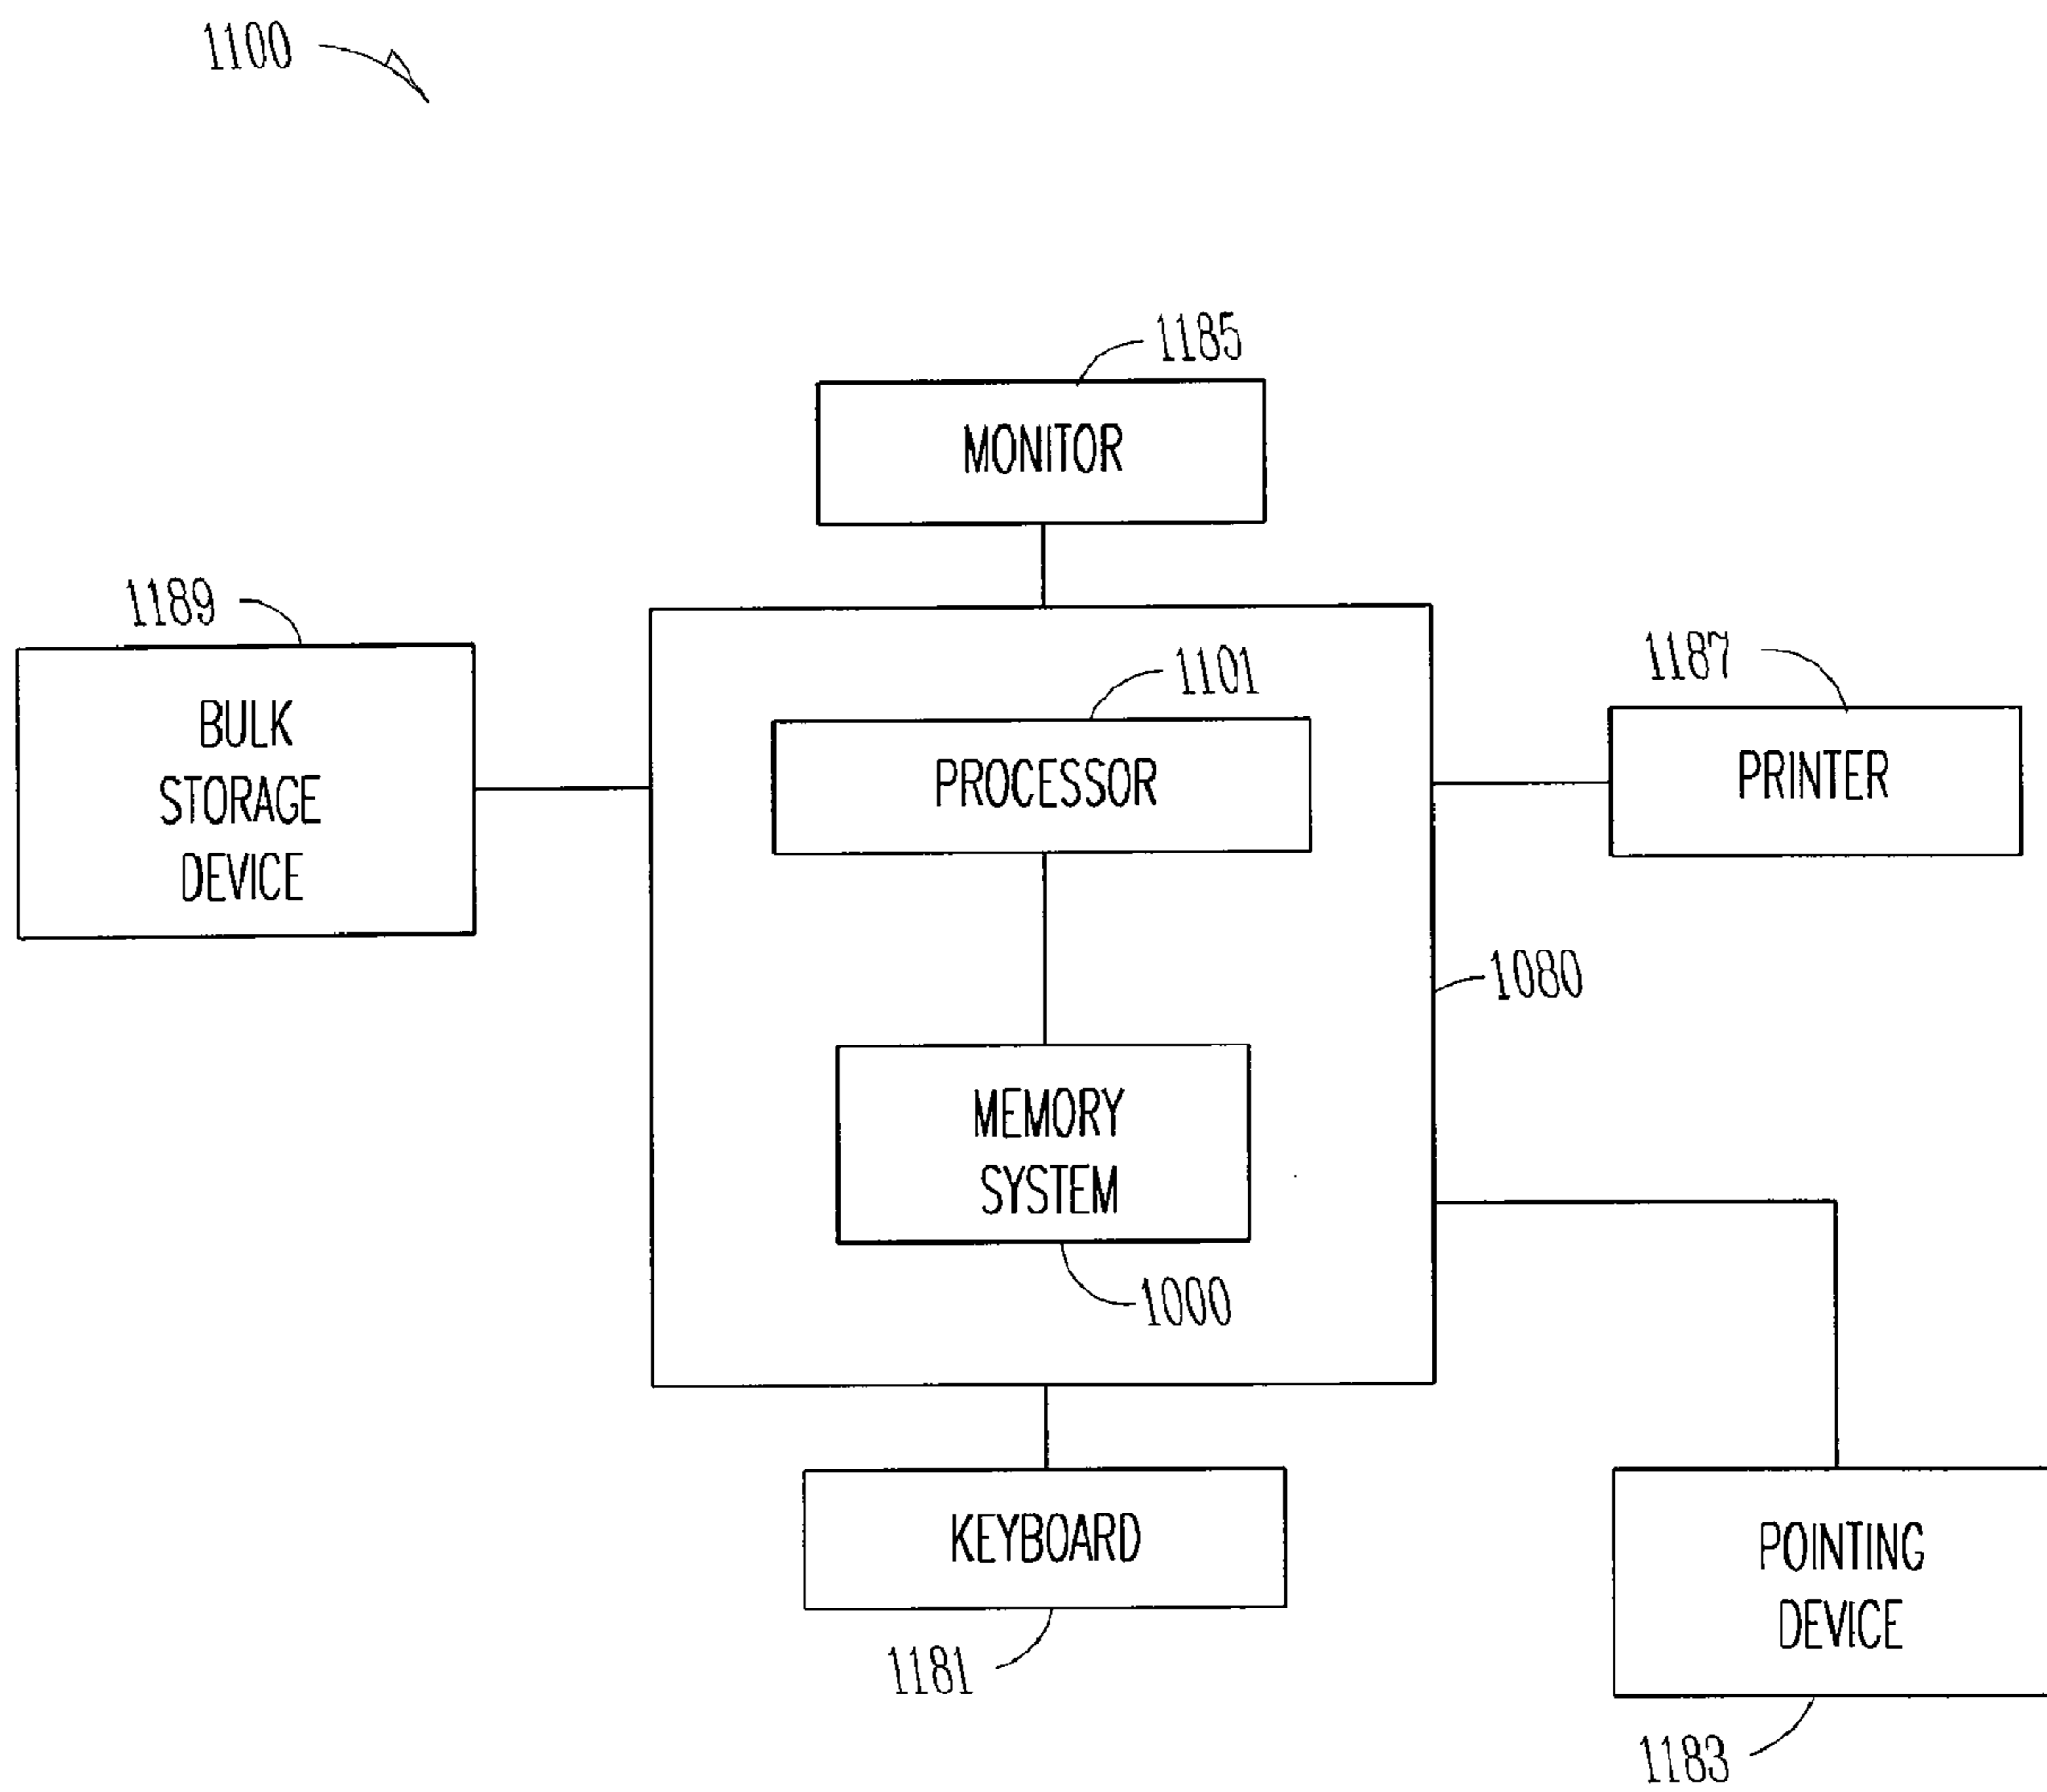 1100
1185
MONITOR
1189
BULK
STORAGE
DEVICE
1101
PROCESSOR
1187
PRINTER
1080
MEMORY
SYSTEM
1000
KEYBOARD
1181
POINTING
DEVICE
1183